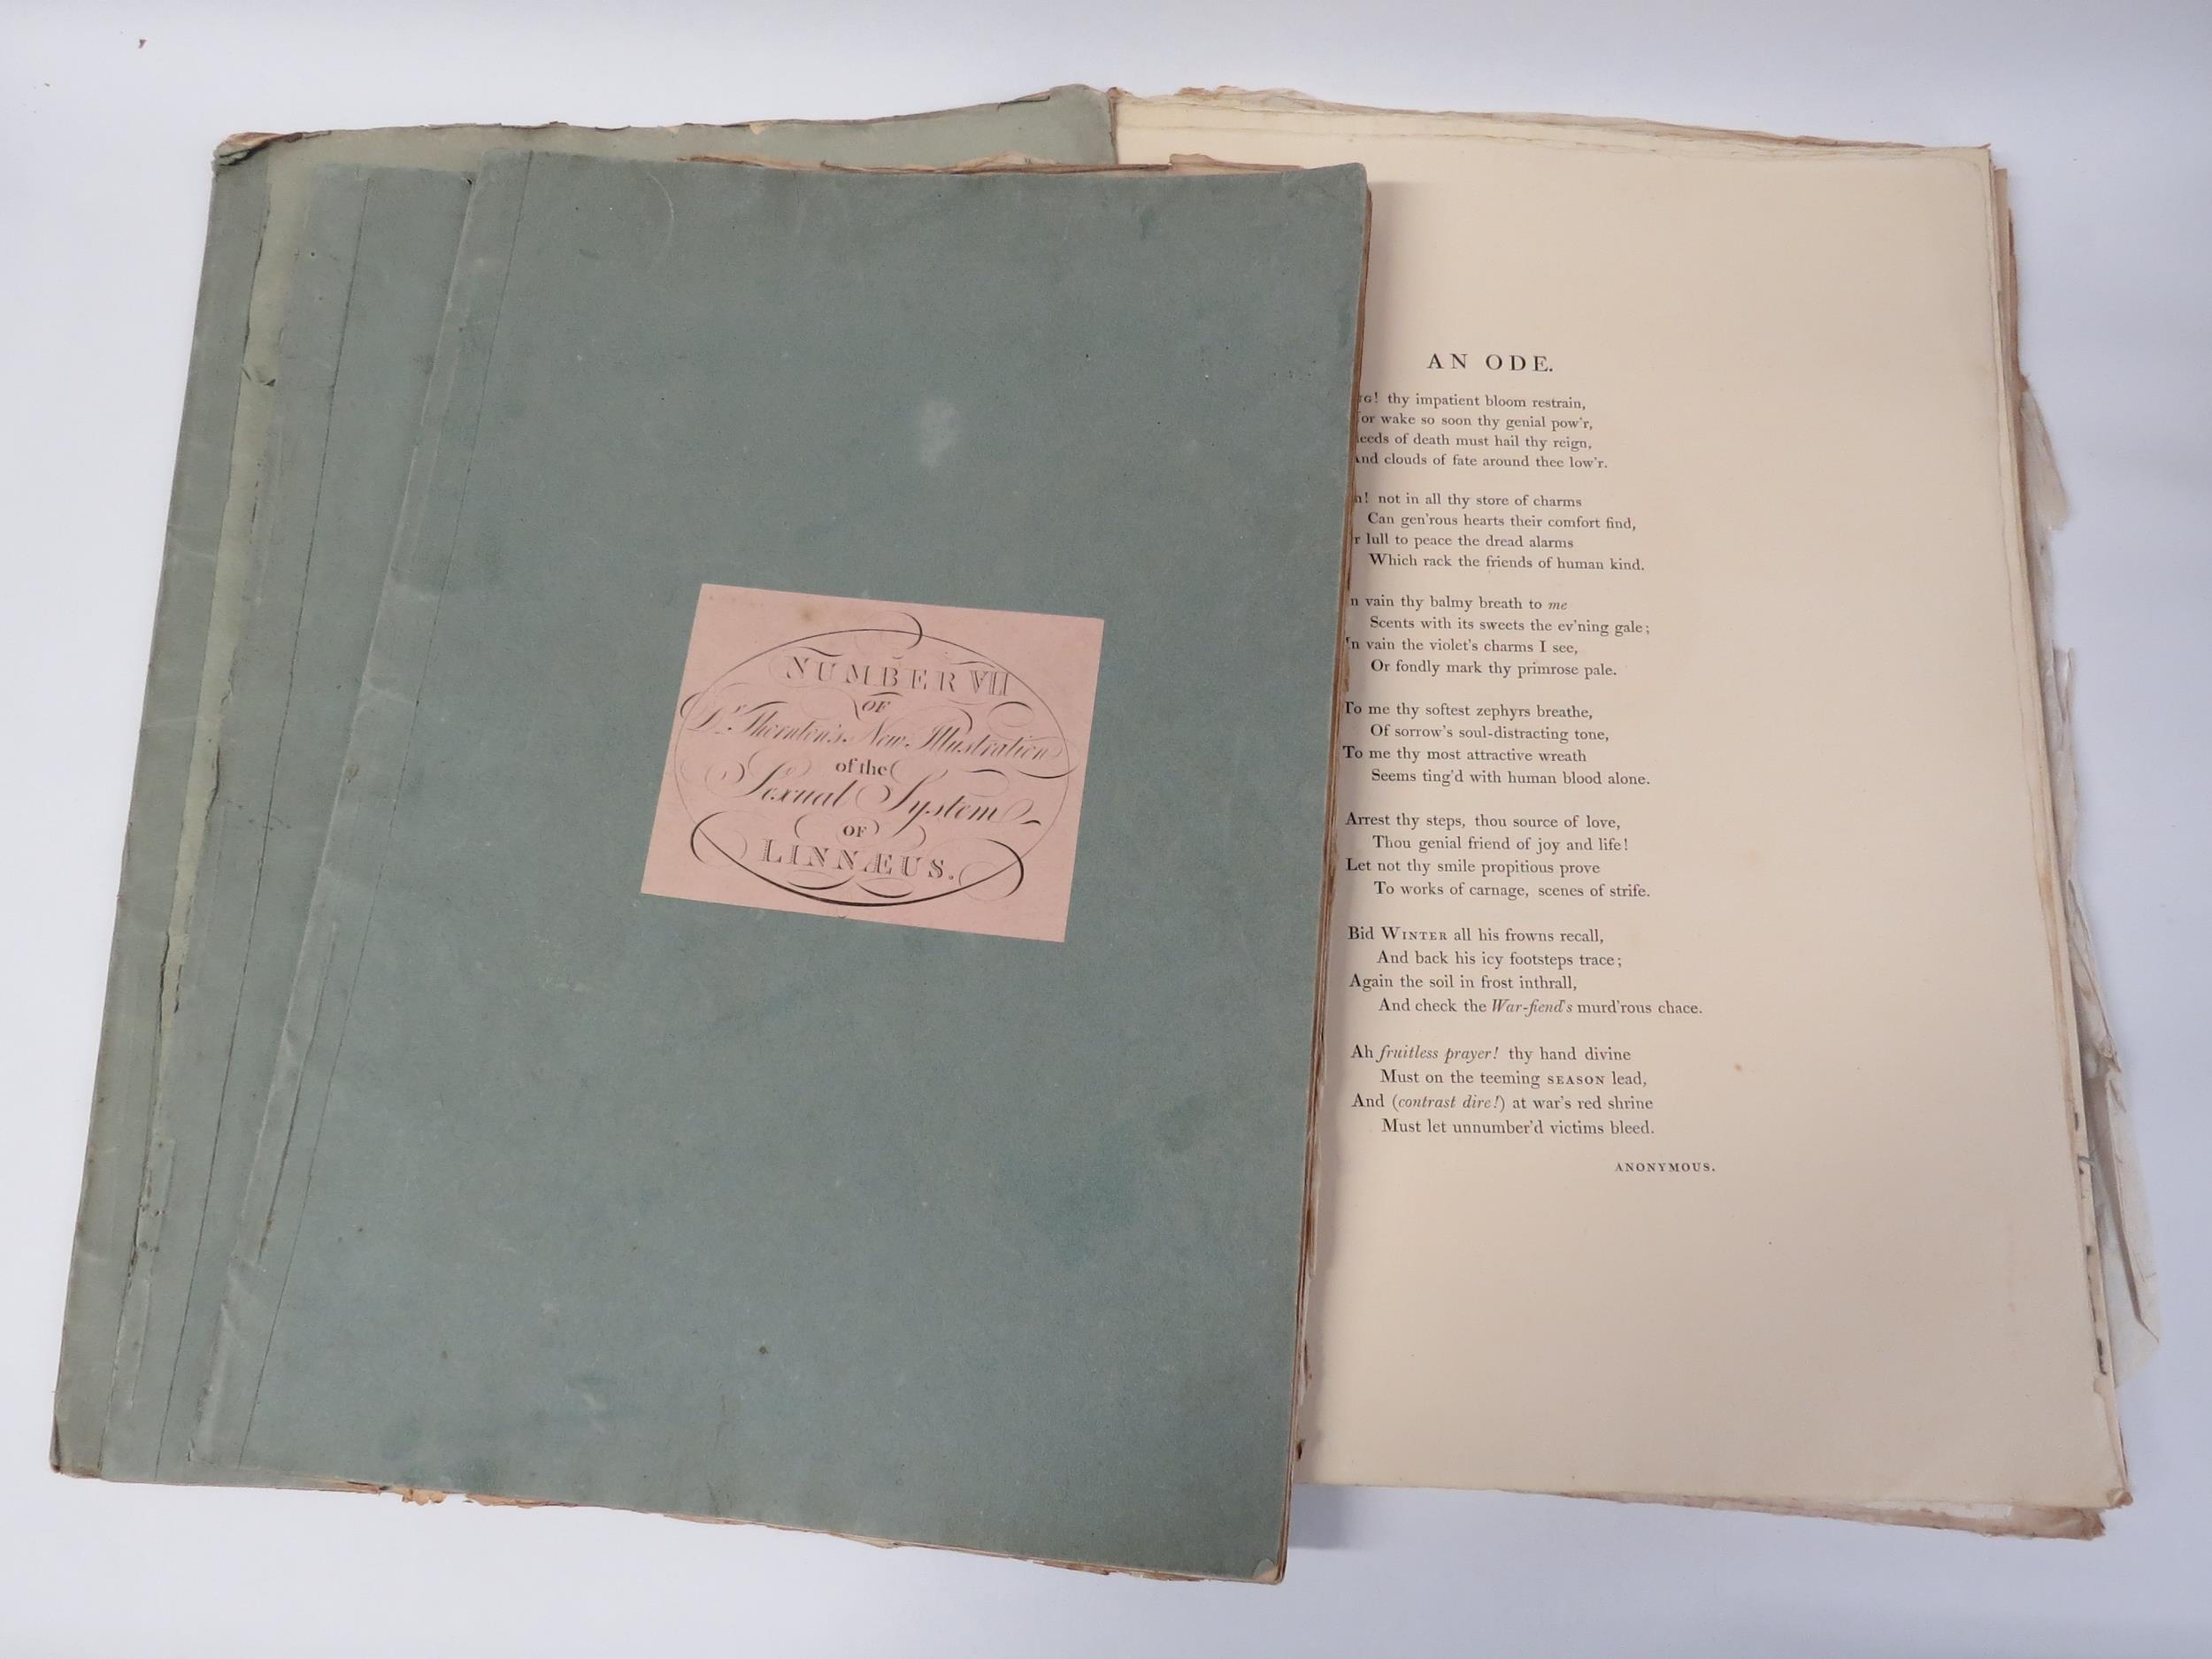 NUMBER VII
OF
Dr. Thornton's New Illustration
of the
Sexual System
OF
LINNÆUS.
AN ODE.
thy impatient bloom restrain,
wake so soon thy genial pow'r,
of death must hail thy reign,
And clouds of fate around thee low'r.
not in all thy store of charms
Can gen'rous hearts their comfort find,
lull to peace the dread alarms
Which rack the friends of human kind.
In vain thy balmy breath to me
Scents with its sweets the ev'ning gale;
In vain the violet's charms I see,
Or fondly mark thy primrose pale.
To me thy softest zephyrs breathe,
Of sorrow's soul-distracting tone,
To me thy most attractive wreath
Seems ting'd with human blood alone.
Arrest thy steps, thou source of love,
Thou genial friend of joy and life!
Let not thy smile propitious prove
To works of carnage, scenes of strife.
Bid WINTER all his frowns recall,
And back his icy footsteps trace;
Again the soil in frost inthrall,
And check the War-fiend's murd'rous chace.
Ah fruitless prayer! thy hand divine
Must on the teeming SEASON lead,
And (contrast dire!) at war's red shrine
Must let unnumber'd victims bleed.
ANONYMOUS.